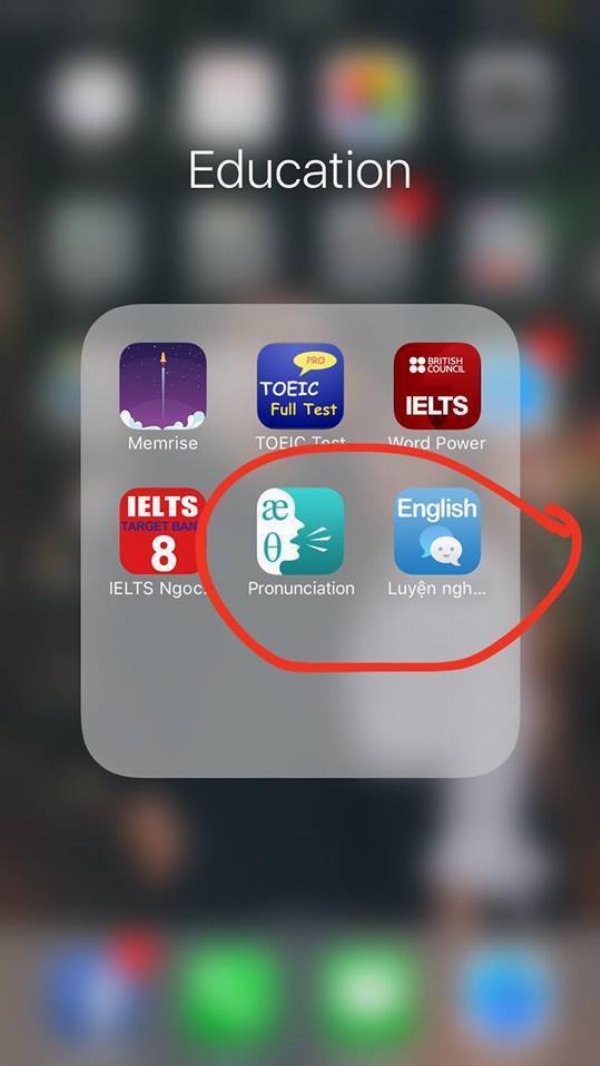 Education
PRO
TOEIC
Full Test
BRITISH
COUNCIL
IELTS
Memrise
TOEIC Test
Word Power
IELTS
TARGET BAN
8
æ
θ
English
IELTS Ngoc...
Pronunciation
Luyện ngh...